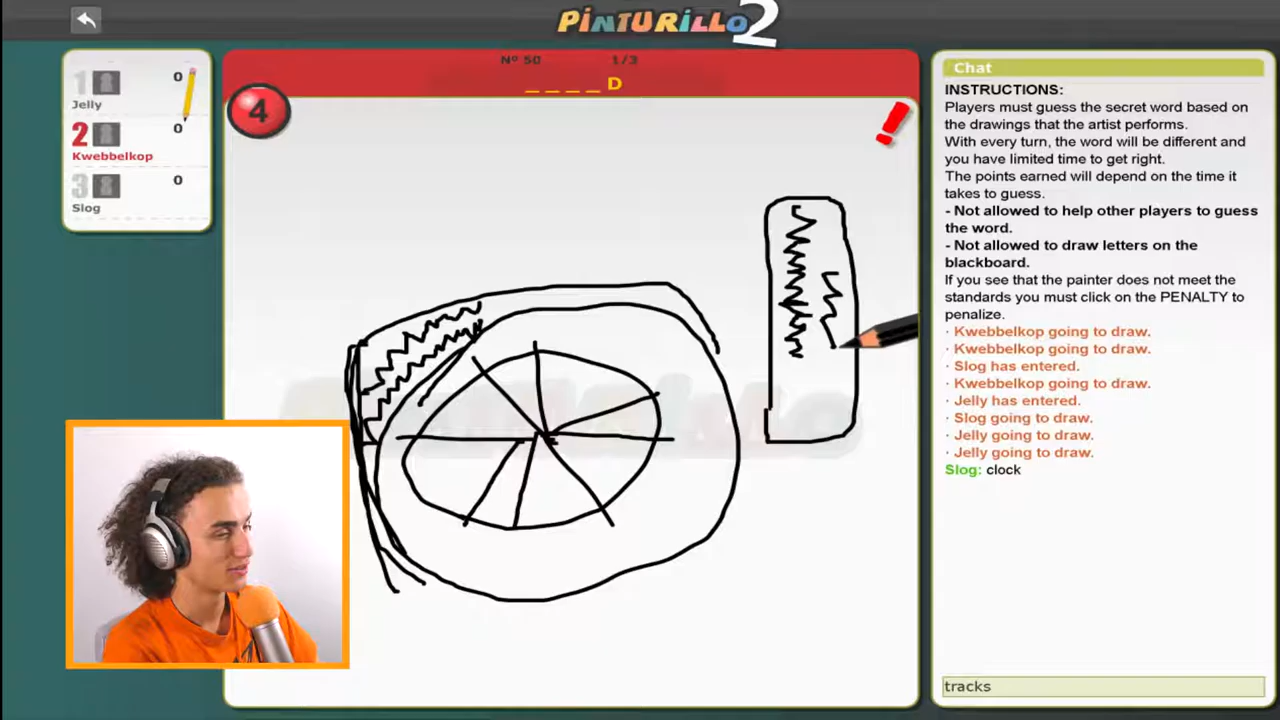 PINTURILLO 2
Nº 50 1/3
_ _ _ _ D
4
1
0
Jelly
2
0
Kwebbelkop
3
0
Slog
Chat
INSTRUCTIONS:
Players must guess the secret word based on
the drawings that the artist performs.
With every turn, the word will be different and
you have limited time to get right.
The points earned will depend on the time it
takes to guess.
- Not allowed to help other players to guess
the word.
- Not allowed to draw letters on the
blackboard.
If you see that the painter does not meet the
standards you must click on the PENALTY to
penalize.
· Kwebbelkop going to draw.
· Kwebbelkop going to draw.
· Slog has entered.
· Kwebbelkop going to draw.
· Jelly has entered.
· Slog going to draw.
· Jelly going to draw.
· Jelly going to draw.
Slog: clock
tracks